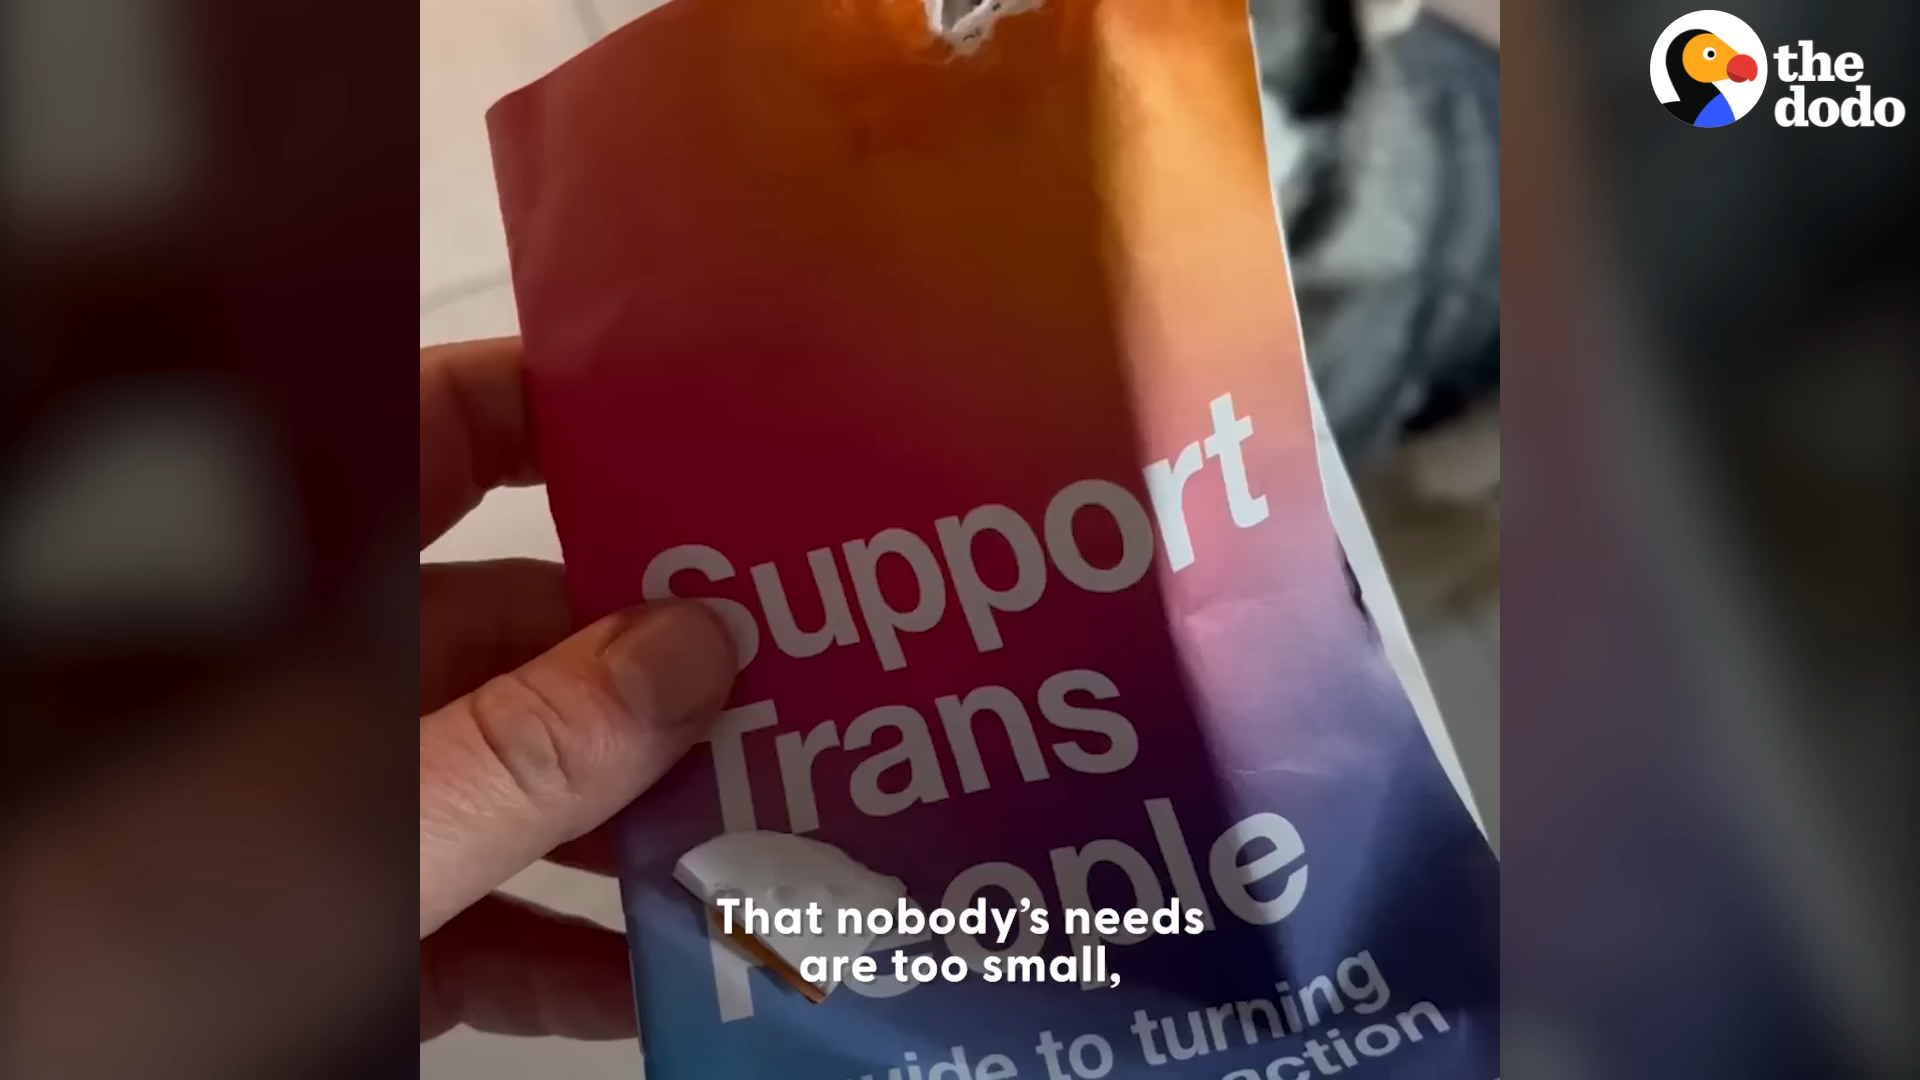 the
dodo
Support
Trans
People
to turning
action
That nobody's needs
are too small,